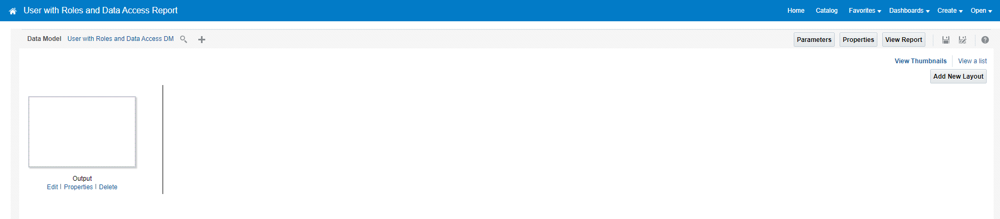 User with Roles and Data Access Report
Home Catalog Favorites Dashboards Create Open
Data Model User with Roles and Data Access DM
Parameters Properties View Report
View Thumbnails View a list
Add New Layout
Output
Edit | Properties | Delete